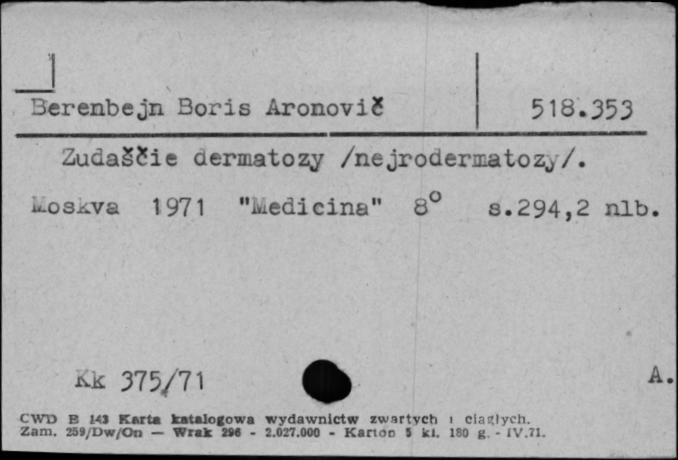 Berenbejn Boris Aronovič 518.353
Zudaščie dermatozy /nejrodermatozy/.
Moskva 1971 "Medicina" 8° s.294,2 nlb.
Kk 375/71 A.
CWD B 143 Karta katalogowa wydawnictw zwartych i ciągłych.
Zam. 259/Dw/On — Wrak 296 - 2.027.000 - Karton 5 kl. 180 g. - IV.71.